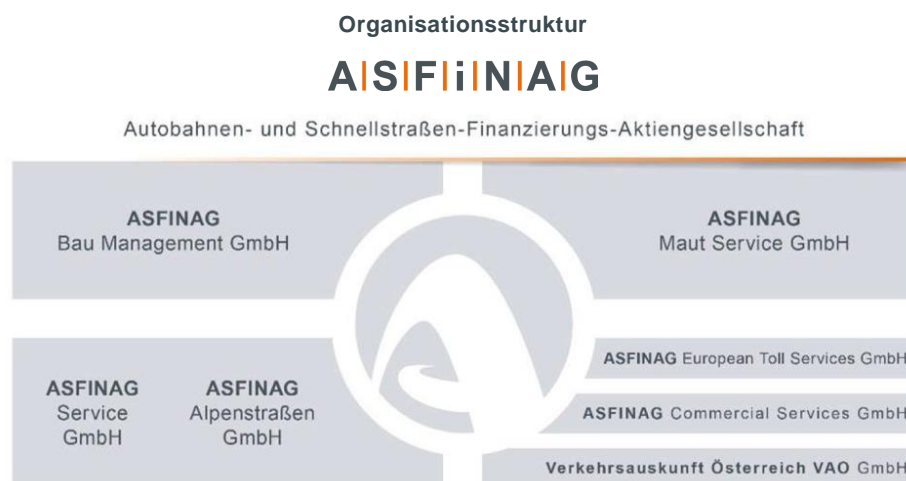 Organisationsstruktur
A|S|F|i|N|A|G
Autobahnen- und Schnellstraßen-Finanzierungs-Aktiengesellschaft
ASFINAG
Bau Management GmbH
ASFINAG
Maut Service GmbH
ASFINAG
Service
GmbH
ASFINAG
Alpenstraßen
GmbH
ASFINAG European Toll Services GmbH
ASFINAG Commercial Services GmbH
Verkehrsauskunft Österreich VAO GmbH